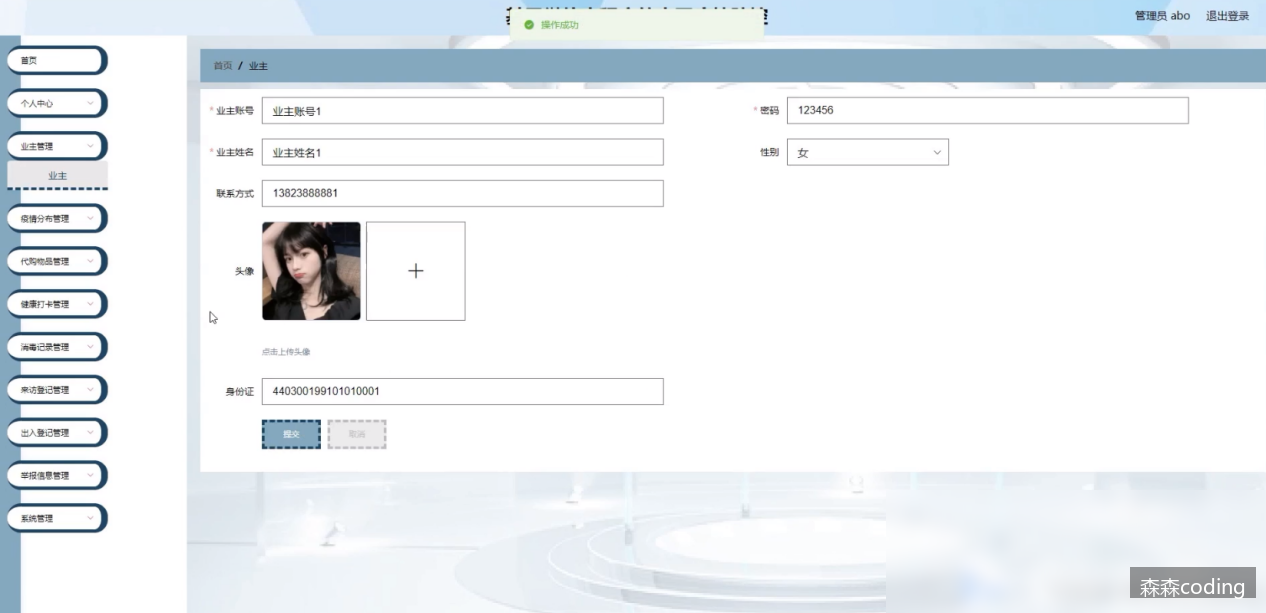 管理员 abo 退出登录
操作成功
首页
个人中心
业主管理
业主
疫情分布管理
代购物品管理
健康打卡管理
消毒记录管理
来访登记管理
出入登记管理
举报信息管理
系统管理
首页 / 业主
* 业主账号 业主账号1
* 密码 123456
* 业主姓名 业主姓名1
性别 女
联系方式 13823888881
头像
点击上传头像
身份证 440300199101010001
提交 取消
森森coding